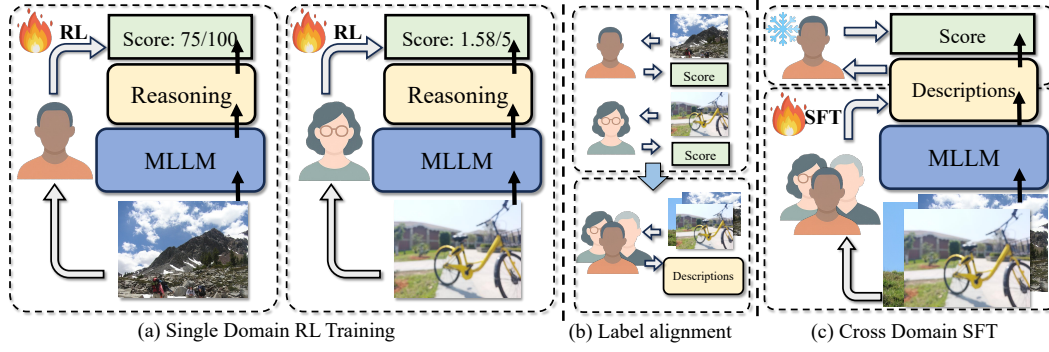 RL
Score: 75/100
Reasoning
MLLM
RL
Score: 1.58/5
Reasoning
MLLM
(a) Single Domain RL Training
Score
Score
Descriptions
(b) Label alignment
Score
Descriptions
SFT
MLLM
(c) Cross Domain SFT